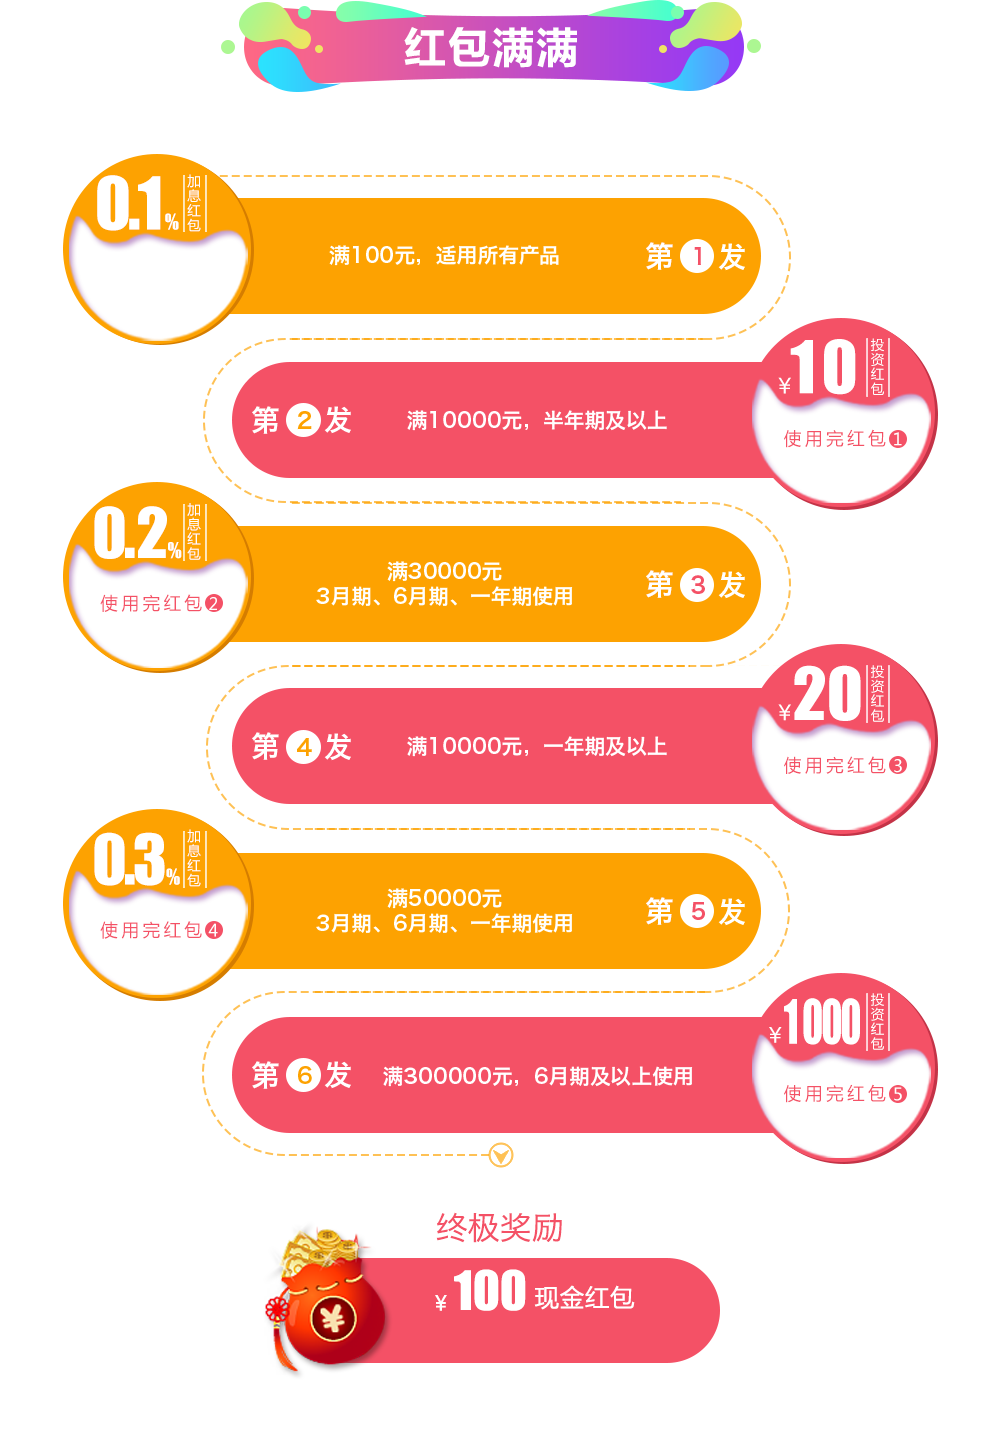 红包满满
0.1%
加息红包
满100元，适用所有产品
第1发
第2发
满10000元，半年期及以上
¥10
投资红包
使用完红包❶
0.2%
加息红包
使用完红包❷
满30000元
3月期、6月期、一年期使用
第3发
第4发
满10000元，一年期及以上
¥20
投资红包
使用完红包❸
0.3%
加息红包
使用完红包❹
满50000元
3月期、6月期、一年期使用
第5发
第6发
满300000元，6月期及以上使用
¥1000
投资红包
使用完红包❺
终极奖励
¥100现金红包
¥